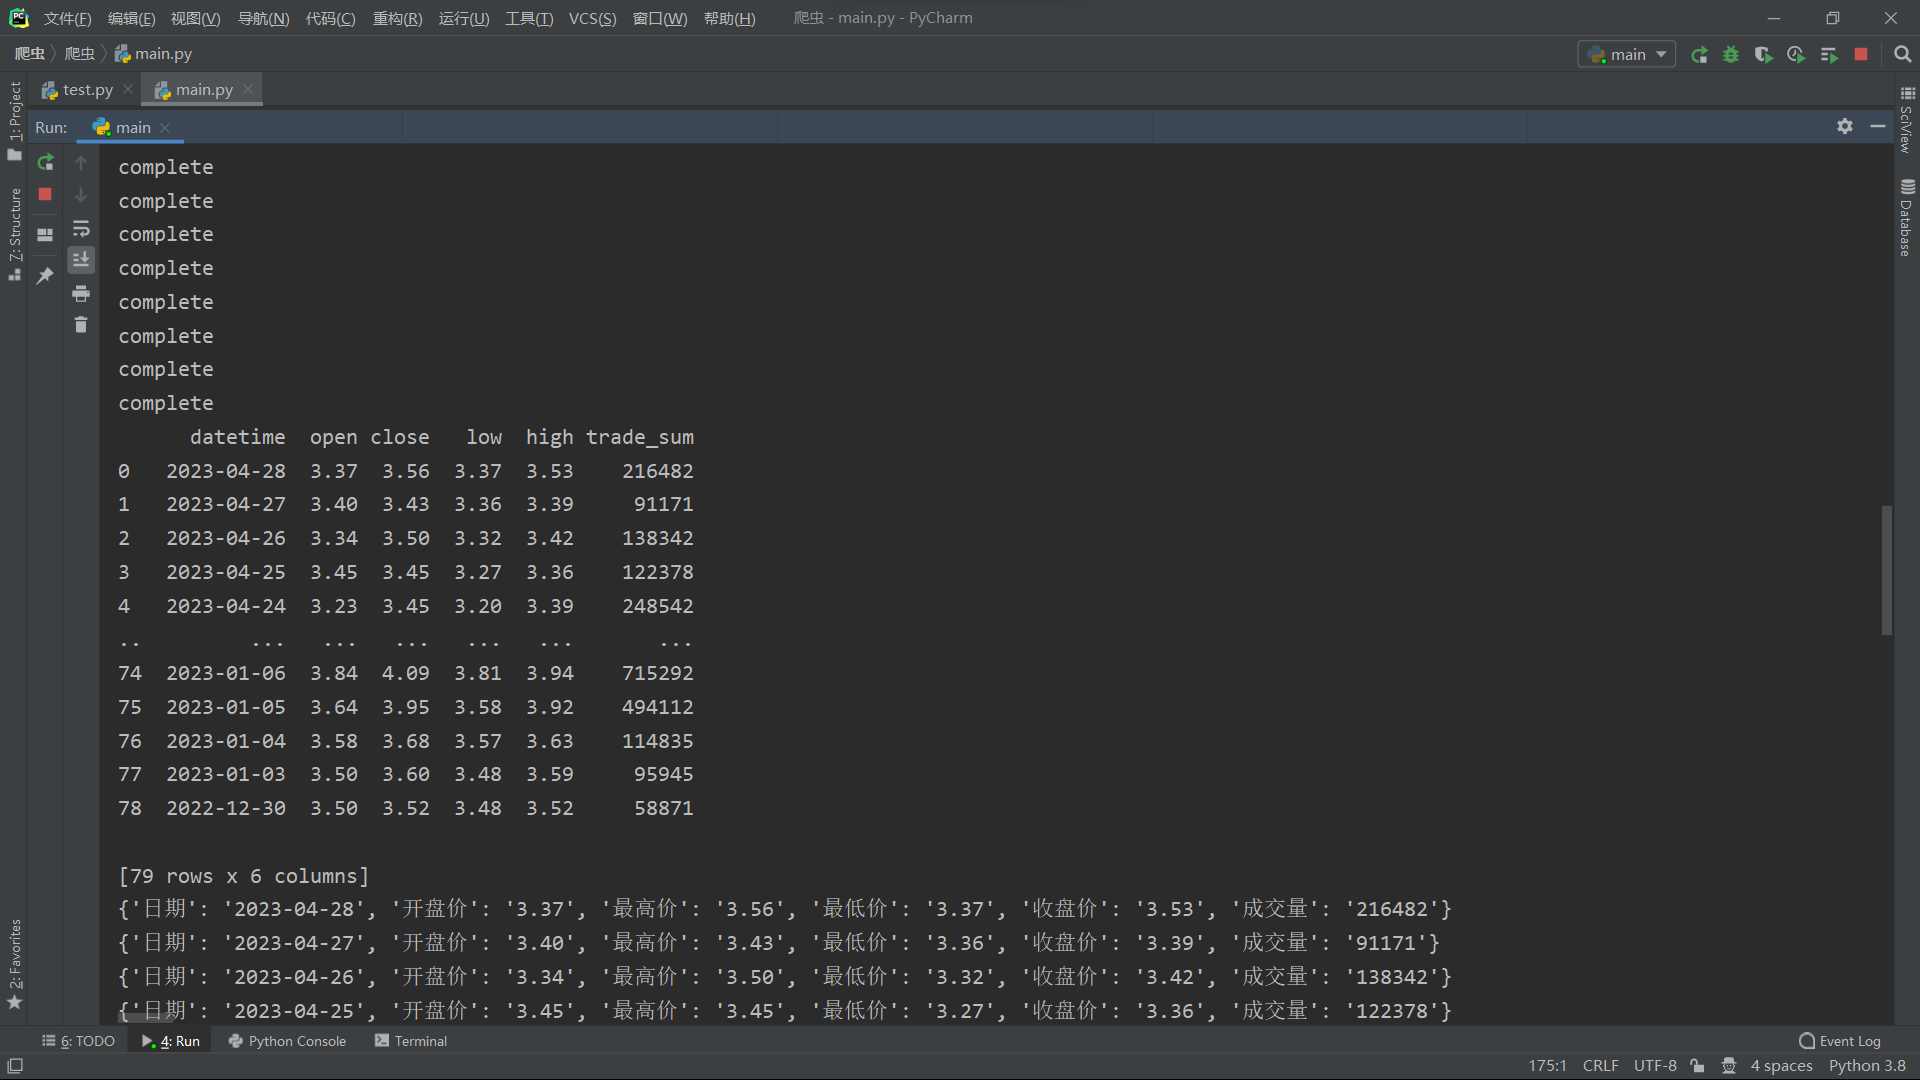 文件(F) 编辑(E) 视图(V) 导航(N) 代码(C) 重构(R) 运行(U) 工具(T) VCS(S) 窗口(W) 帮助(H) 爬虫 - main.py - PyCharm
爬虫 爬虫 main.py main
test.py main.py
Run: main
1: Project
7: Structure
2: Favorites
SciView
Database
complete
complete
complete
complete
complete
complete
complete
complete
datetime open close low high trade_sum
0 2023-04-28 3.37 3.56 3.37 3.53 216482
1 2023-04-27 3.40 3.43 3.36 3.39 91171
2 2023-04-26 3.34 3.50 3.32 3.42 138342
3 2023-04-25 3.45 3.45 3.27 3.36 122378
4 2023-04-24 3.23 3.45 3.20 3.39 248542
.. ... ... ... ... ... ...
74 2023-01-06 3.84 4.09 3.81 3.94 715292
75 2023-01-05 3.64 3.95 3.58 3.92 494112
76 2023-01-04 3.58 3.68 3.57 3.63 114835
77 2023-01-03 3.50 3.60 3.48 3.59 95945
78 2022-12-30 3.50 3.52 3.48 3.52 58871
[79 rows x 6 columns]
{'日期': '2023-04-28', '开盘价': '3.37', '最高价': '3.56', '最低价': '3.37', '收盘价': '3.53', '成交量': '216482'}
{'日期': '2023-04-27', '开盘价': '3.40', '最高价': '3.43', '最低价': '3.36', '收盘价': '3.39', '成交量': '91171'}
{'日期': '2023-04-26', '开盘价': '3.34', '最高价': '3.50', '最低价': '3.32', '收盘价': '3.42', '成交量': '138342'}
{'日期': '2023-04-25', '开盘价': '3.45', '最高价': '3.45', '最低价': '3.27', '收盘价': '3.36', '成交量': '122378'}
6: TODO 4: Run Python Console Terminal Event Log
175:1 CRLF UTF-8 4 spaces Python 3.8